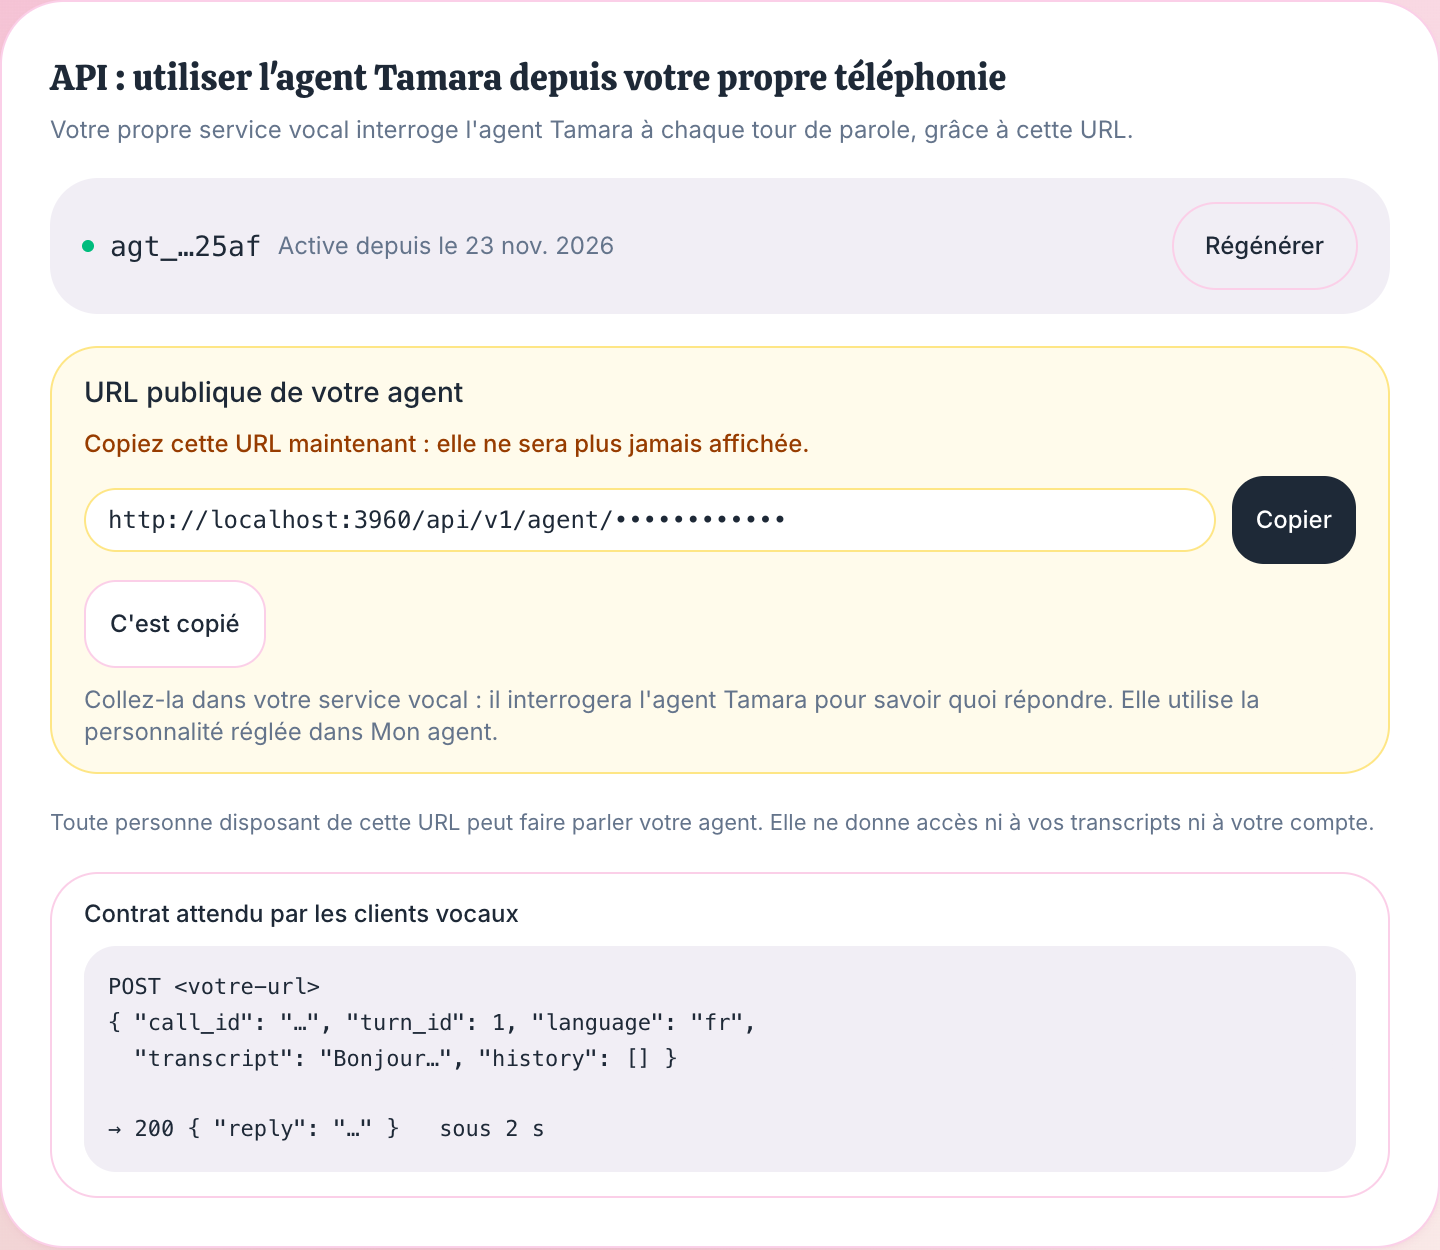 API : utiliser l'agent Tamara depuis votre propre téléphonie
Votre propre service vocal interroge l'agent Tamara à chaque tour de parole, grâce à cette URL.
agt_…25af Active depuis le 23 nov. 2026
Régénérer
URL publique de votre agent
Copiez cette URL maintenant : elle ne sera plus jamais affichée.
http://localhost:3960/api/v1/agent/••••••••••••
Copier
C'est copié
Collez-la dans votre service vocal : il interrogera l'agent Tamara pour savoir quoi répondre. Elle utilise la
personnalité réglée dans Mon agent.
Toute personne disposant de cette URL peut faire parler votre agent. Elle ne donne accès ni à vos transcripts ni à votre compte.
Contrat attendu par les clients vocaux
POST <votre-url>
{ "call_id": "…", "turn_id": 1, "language": "fr",
  "transcript": "Bonjour…", "history": [] }
→ 200 { "reply": "…" }   sous 2 s